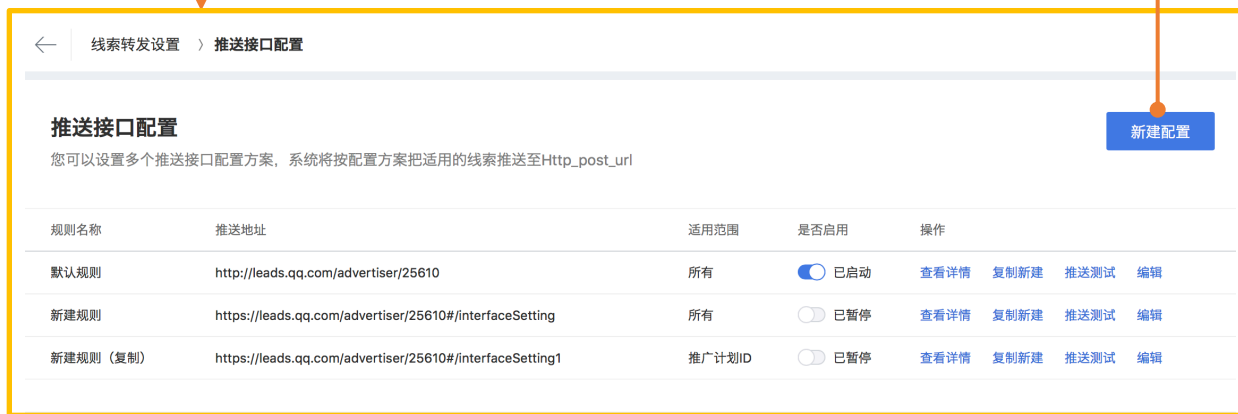 线索转发设置 〉 推送接口配置
推送接口配置
新建配置
您可以设置多个推送接口配置方案，系统将按配置方案把适用的线索推送至Http_post_url
规则名称 推送地址 适用范围 是否启用 操作
默认规则 http://leads.qq.com/advertiser/25610 所有 已启动 查看详情 复制新建 推送测试 编辑
新建规则 https://leads.qq.com/advertiser/25610#/interfaceSetting 所有 已暂停 查看详情 复制新建 推送测试 编辑
新建规则（复制） https://leads.qq.com/advertiser/25610#/interfaceSetting1 推广计划ID 已暂停 查看详情 复制新建 推送测试 编辑